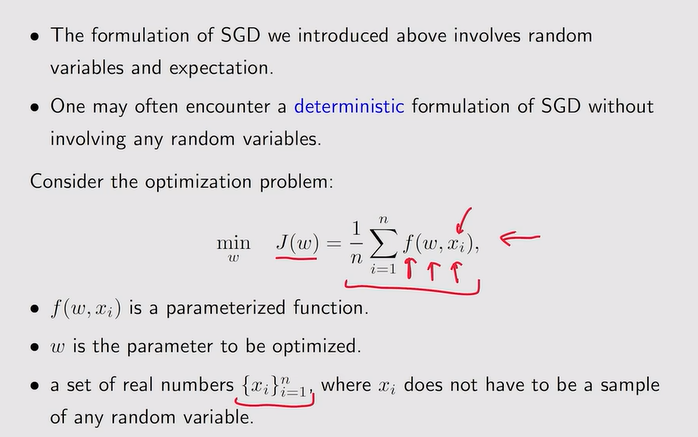 • The formulation of SGD we introduced above involves random
variables and expectation.
• One may often encounter a deterministic formulation of SGD without
involving any random variables.
Consider the optimization problem:
min_w J(w) = \frac{1}{n} \sum_{i=1}^{n} f(w, x_i),
• f(w, x_i) is a parameterized function.
• w is the parameter to be optimized.
• a set of real numbers {x_i}_{i=1}^{n}, where x_i does not have to be a sample
of any random variable.